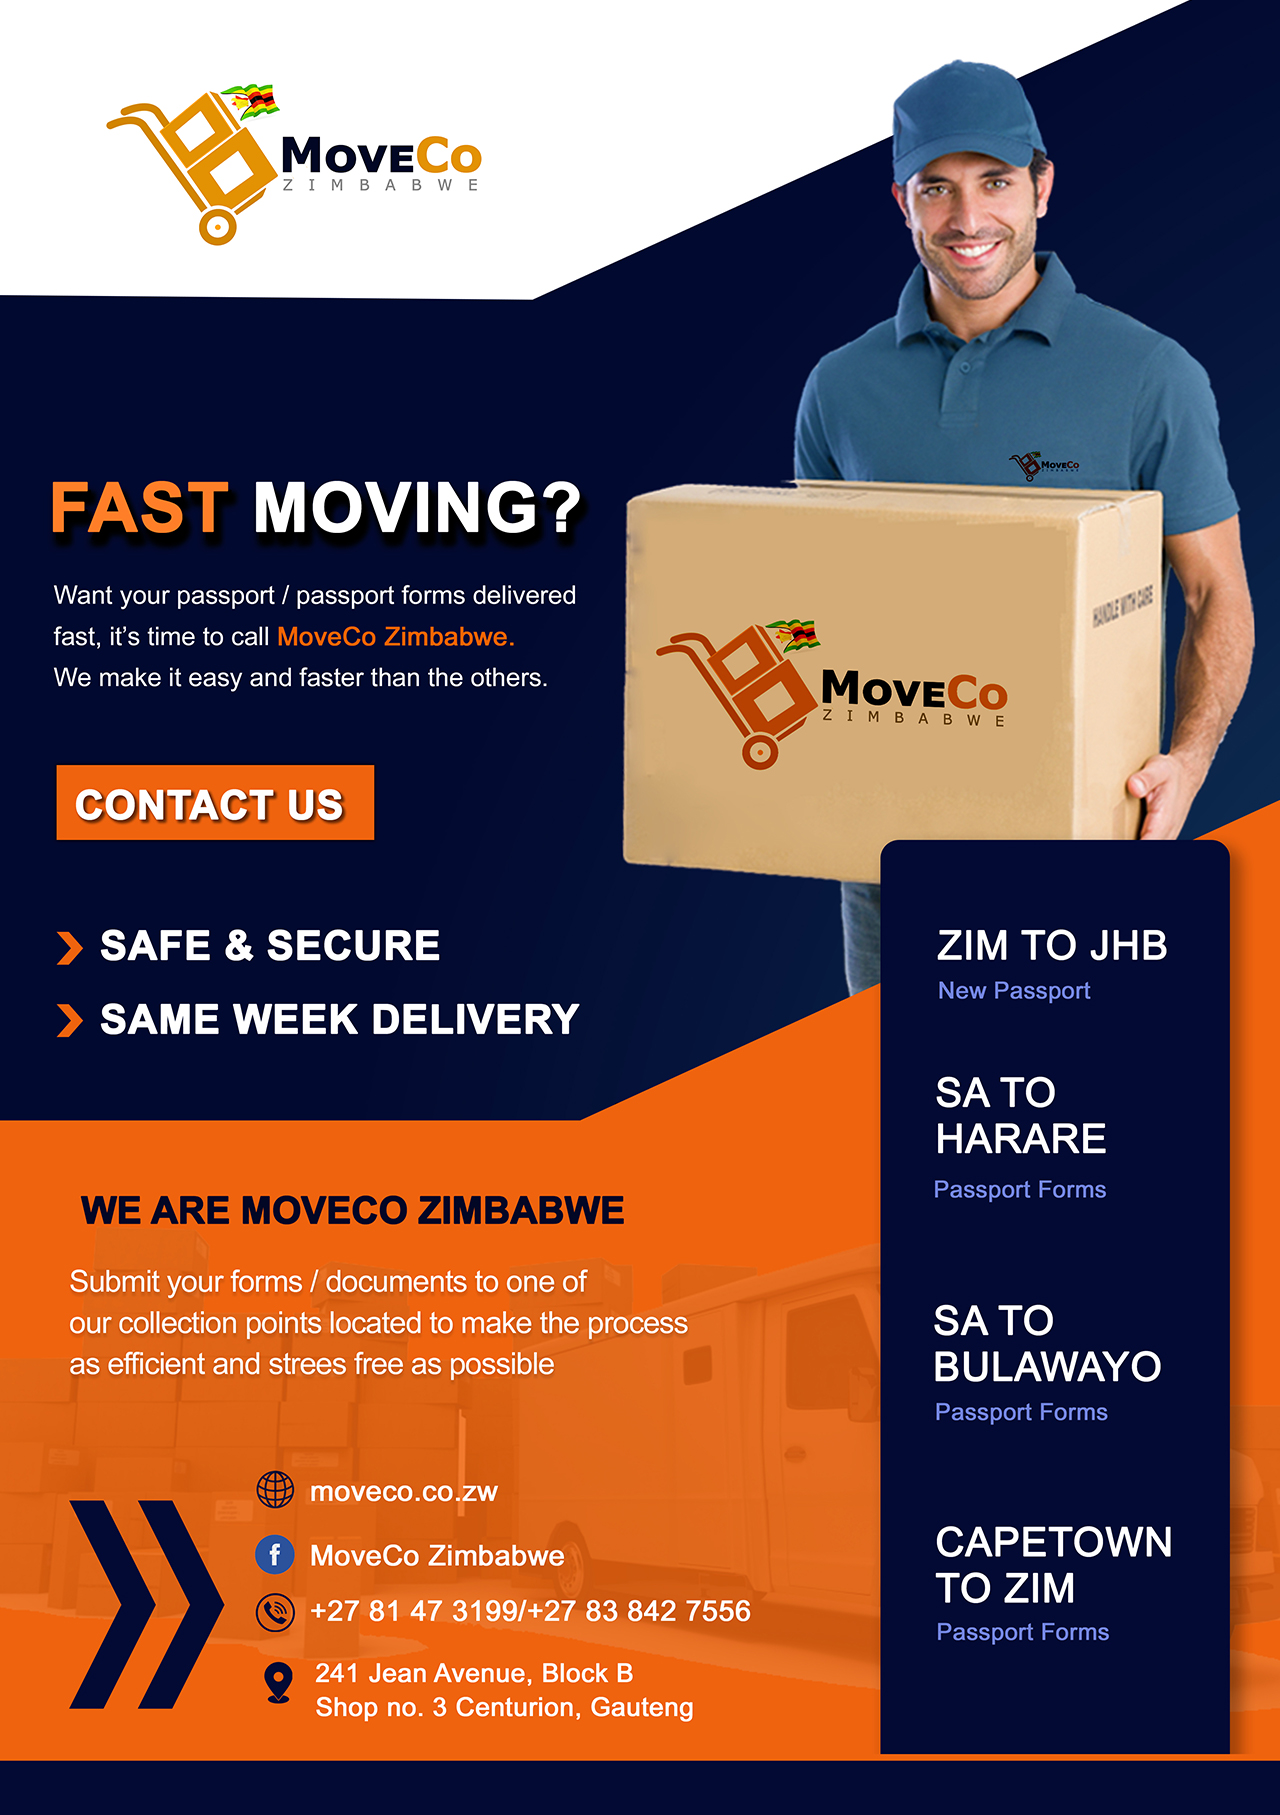 MoveCo
ZIMBABWE
FAST MOVING?
Want your passport / passport forms delivered
fast, it's time to call MoveCo Zimbabwe.
We make it easy and faster than the others.
CONTACT US
SAFE & SECURE
SAME WEEK DELIVERY
MoveCo
ZIMBABWE
HANDLE WITH CARE
MoveCo
ZIMBABWE
ZIM TO JHB
New Passport
SA TO
HARARE
Passport Forms
SA TO
BULAWAYO
Passport Forms
CAPETOWN
TO ZIM
Passport Forms
WE ARE MOVECO ZIMBABWE
Submit your forms / documents to one of
our collection points located to make the process
as efficient and strees free as possible
moveco.co.zw
MoveCo Zimbabwe
+27 81 47 3199/+27 83 842 7556
241 Jean Avenue, Block B
Shop no. 3 Centurion, Gauteng